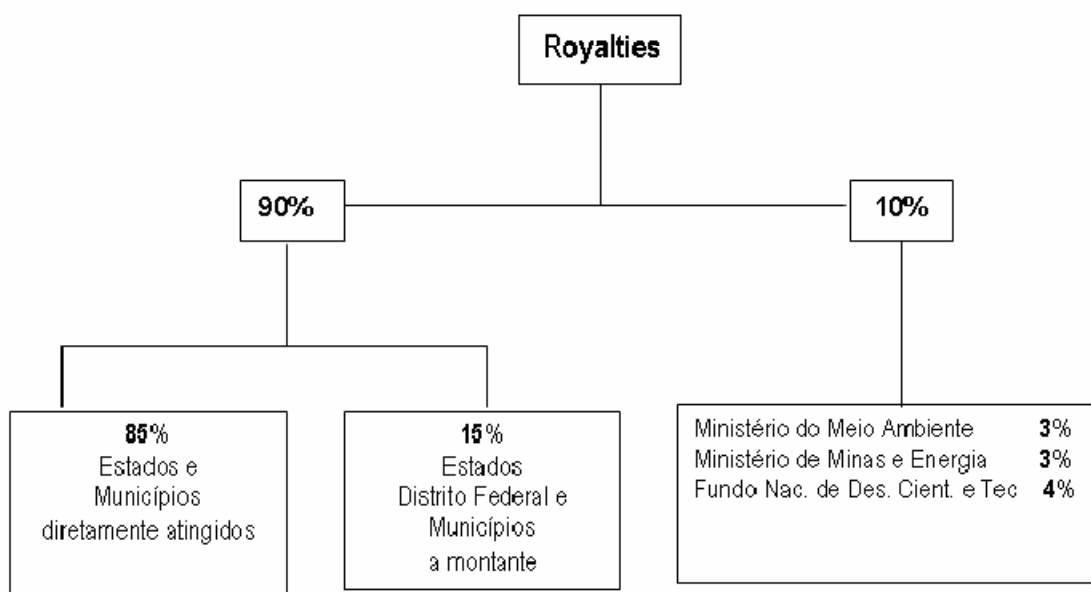 Royalties
90%
10%
85%
Estados e
Municípios
diretamente atingidos
15%
Estados
Distrito Federal e
Municípios
a montante
Ministério do Meio Ambiente 3%
Ministério de Minas e Energia 3%
Fundo Nac. de Des. Cient. e Tec 4%